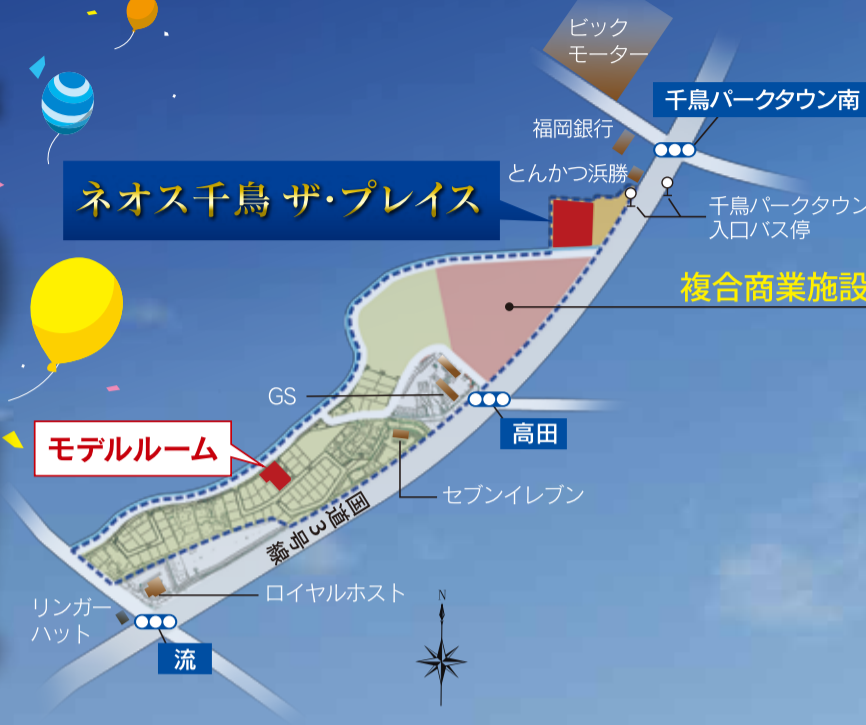 ビック
モーター
千鳥パークタウン南
福岡銀行
とんかつ浜勝
ネオス千鳥 ザ・プレイス
千鳥パークタウン
入口バス停
複合商業施設
GS
高田
モデルルーム
セブンイレブン
国道3号線
ロイヤルホスト
リンガー
ハット
流
N